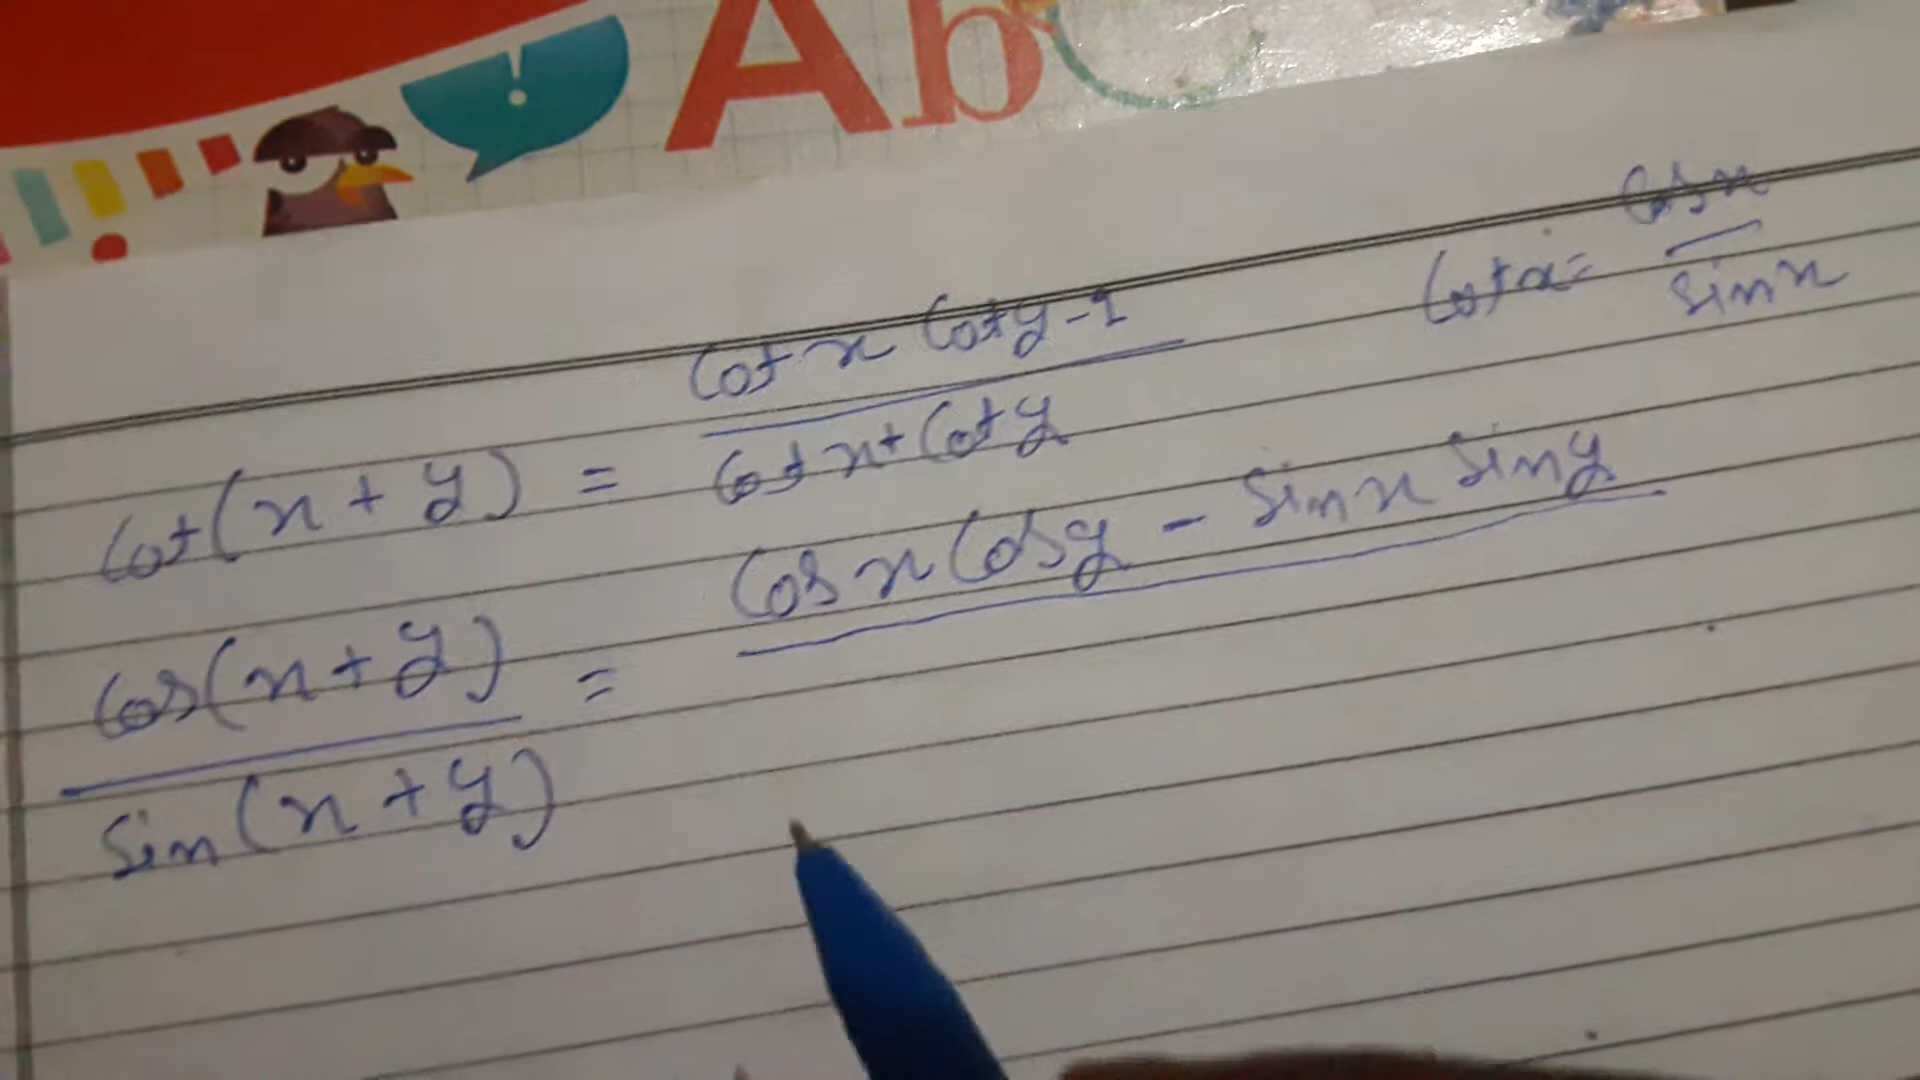 Ab
cot(x + y) = cot x cot y - 1 / cot x + cot y
cot x = cos x / sin x
cos(x + y) / sin(x + y) = cos x cos y - sin x sin y